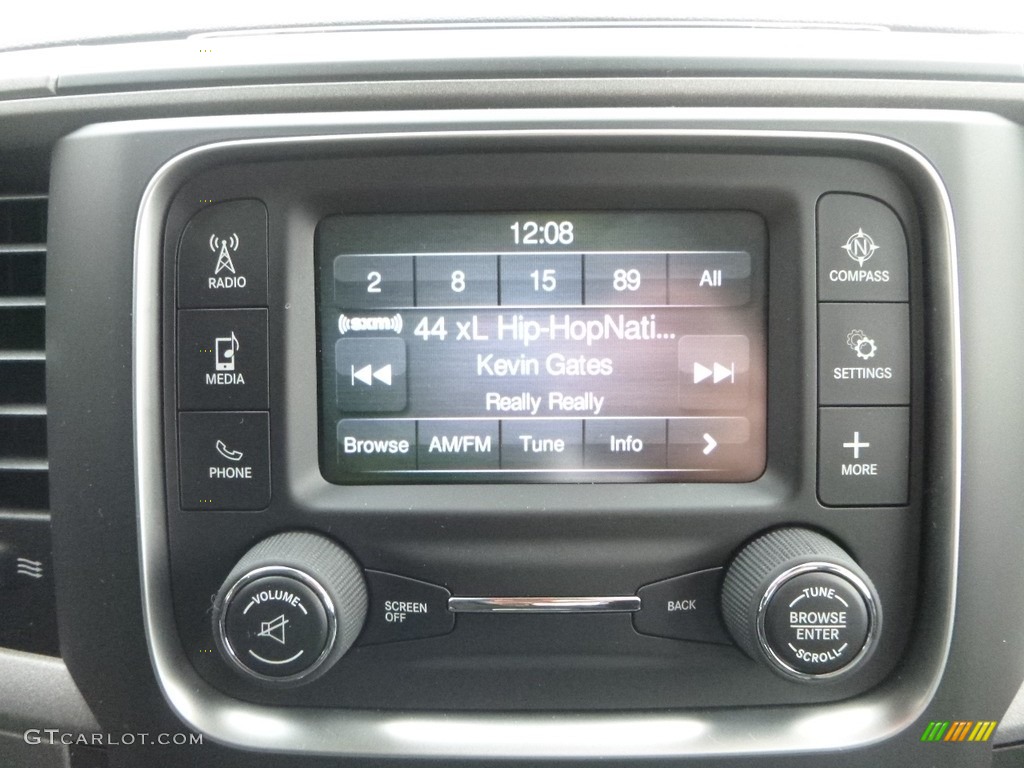 12:08
2 8 15 89 All
((sxm)) 44 xL Hip-HopNati...
Kevin Gates
Really Really
Browse AM/FM Tune Info >
RADIO
MEDIA
PHONE
N
COMPASS
SETTINGS
MORE
VOLUME
SCREEN
OFF
BACK
TUNE
BROWSE
ENTER
SCROLL
GTCARLOT.COM